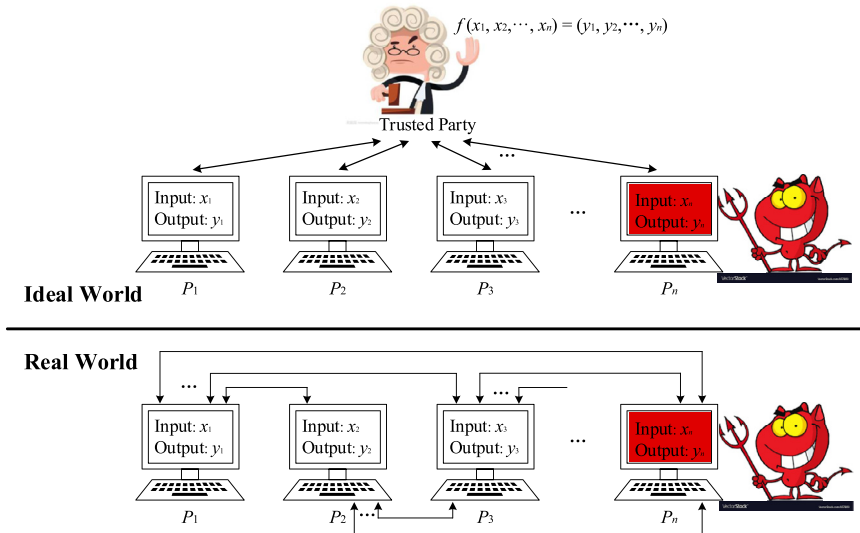 f (x1, x2,···, xn) = (y1, y2,···, yn)
Trusted Party
...
Input: x1
Output: y1
Input: x2
Output: y2
Input: x3
Output: y3
...
Input: xn
Output: yn
VectorStock
P1
P2
P3
Pn
Ideal World
Real World
...
...
Input: x1
Output: y1
Input: x2
Output: y2
Input: x3
Output: y3
...
Input: xn
Output: yn
VectorStock
P1
P2
...
P3
Pn